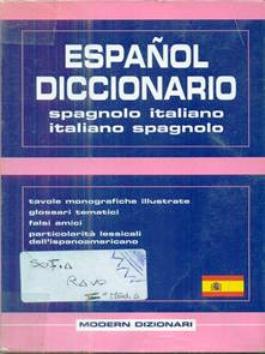 ESPAÑOL
DICCIONARIO
spagnolo italiano
italiano spagnolo
tavole monografiche illustrate
glossari tematici
falsi amici
particolarità lessicali
dell'ispanoamericano
SOFIA
RAVO
MODERN DIZIONARI